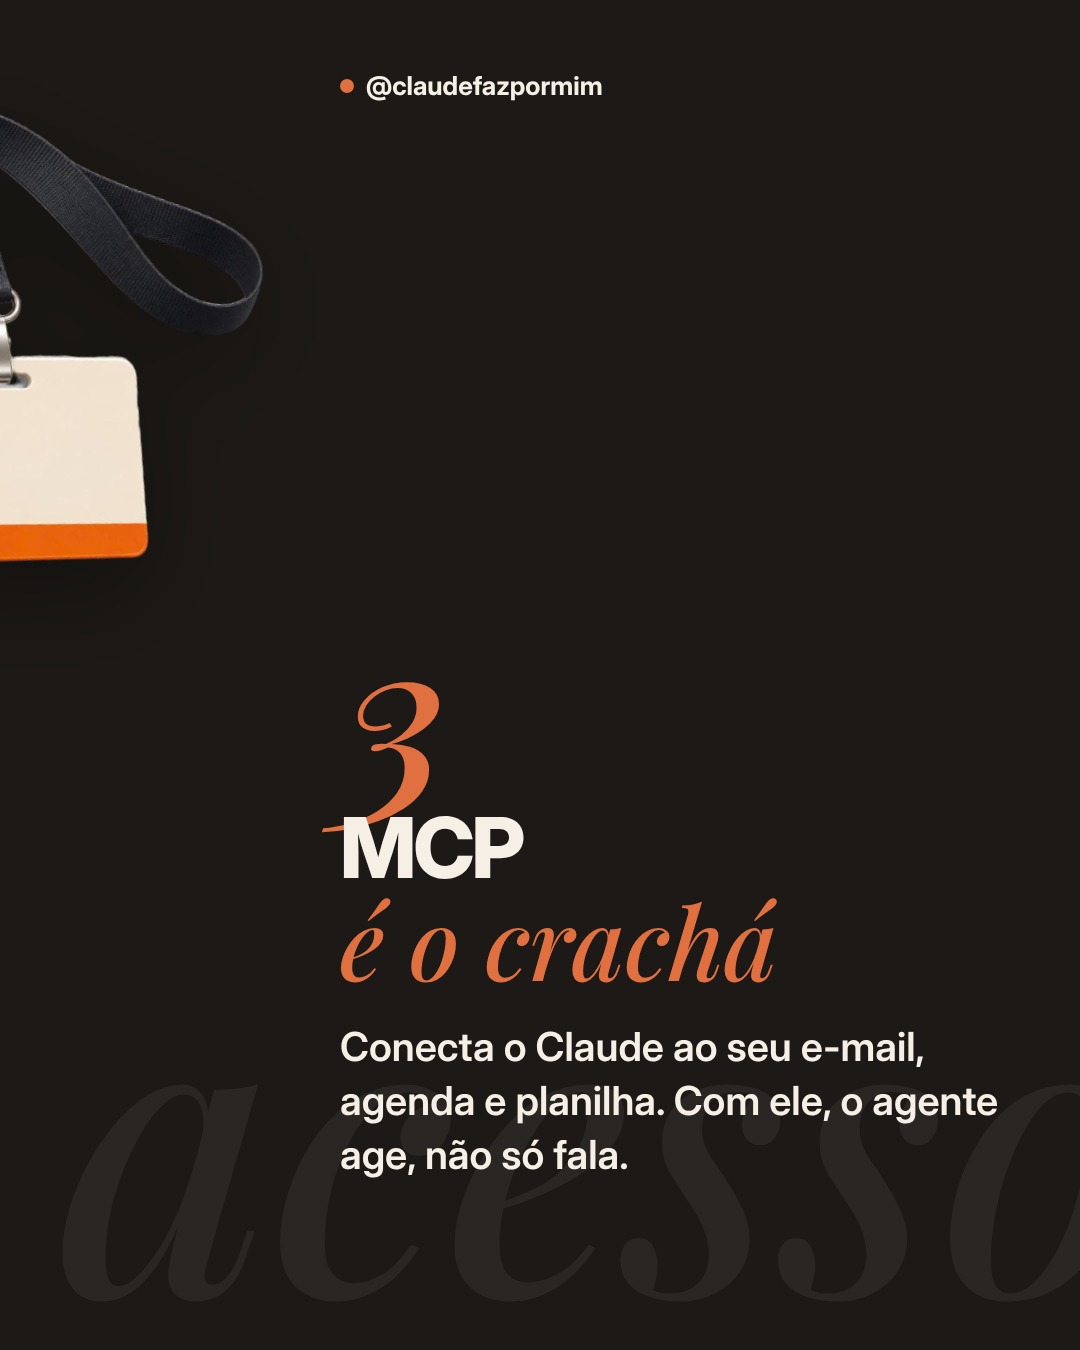 @claudefazpormim
3
MCP
é o crachá
Conecta o Claude ao seu e-mail,
agenda e planilha. Com ele, o agente
age, não só fala.
acesso